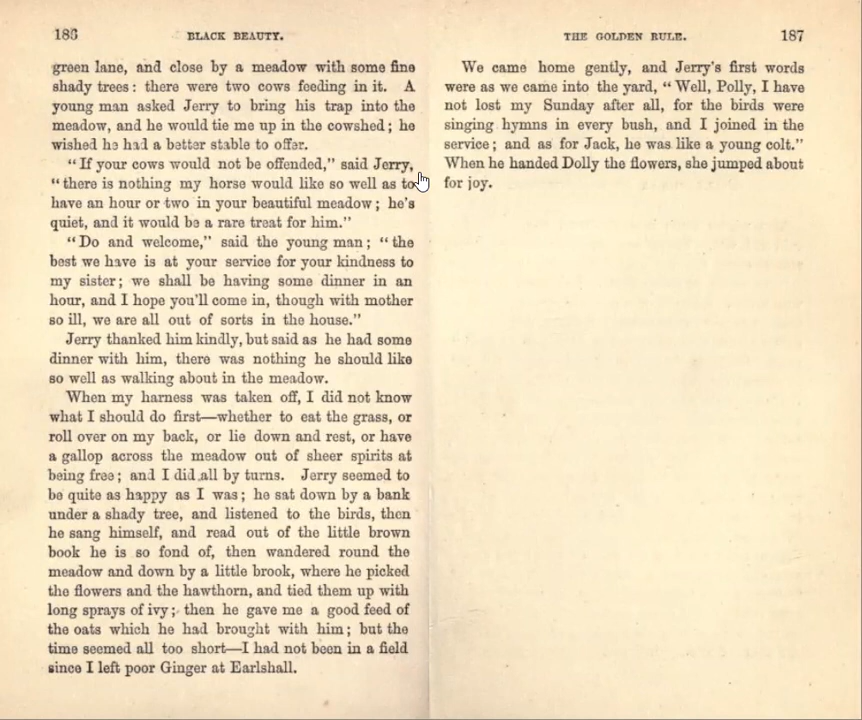 186 BLACK BEAUTY.
green lane, and close by a meadow with some fine
shady trees: there were two cows feeding in it. A
young man asked Jerry to bring his trap into the
meadow, and he would tie me up in the cowshed; he
wished he had a better stable to offer.
“If your cows would not be offended,” said Jerry,
“there is nothing my horse would like so well as to
have an hour or two in your beautiful meadow; he's
quiet, and it would be a rare treat for him.”
“Do and welcome,” said the young man; “the
best we have is at your service for your kindness to
my sister; we shall be having some dinner in an
hour, and I hope you'll come in, though with mother
so ill, we are all out of sorts in the house.”
Jerry thanked him kindly, but said as he had some
dinner with him, there was nothing he should like
so well as walking about in the meadow.
When my harness was taken off, I did not know
what I should do first—whether to eat the grass, or
roll over on my back, or lie down and rest, or have
a gallop across the meadow out of sheer spirits at
being free; and I did all by turns. Jerry seemed to
be quite as happy as I was; he sat down by a bank
under a shady tree, and listened to the birds, then
he sang himself, and read out of the little brown
book he is so fond of, then wandered round the
meadow and down by a little brook, where he picked
the flowers and the hawthorn, and tied them up with
long sprays of ivy; then he gave me a good feed of
the oats which he had brought with him; but the
time seemed all too short—I had not been in a field
since I left poor Ginger at Earlshall.
THE GOLDEN RULE. 187
We came home gently, and Jerry's first words
were as we came into the yard, “Well, Polly, I have
not lost my Sunday after all, for the birds were
singing hymns in every bush, and I joined in the
service; and as for Jack, he was like a young colt.”
When he handed Dolly the flowers, she jumped about
for joy.